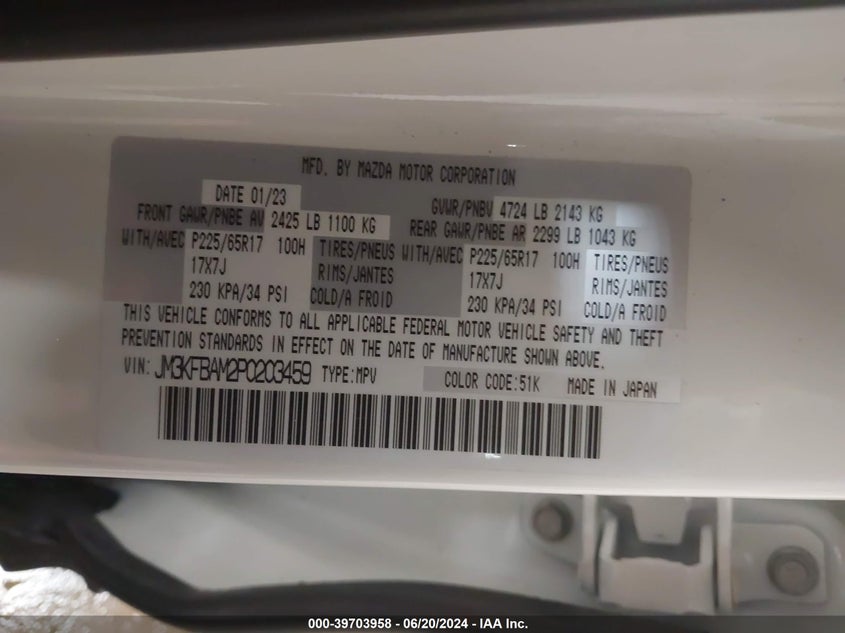 MFD. BY MAZDA MOTOR CORPORATION
DATE 01/23 GVWR/PNBV 4724 LB 2143 KG
FRONT GAWR/PNBE AV 2425 LB 1100 KG REAR GAWR/PNBE AR 2299 LB 1043 KG
WITH/AVEC P225/65R17 100H TIRES/PNEUS WITH/AVEC P225/65R17 100H TIRES/PNEUS
17X7J RIMS/JANTES 17X7J RIMS/JANTES
230 KPA/34 PSI COLD/A FROID 230 KPA/34 PSI COLD/A FROID
THIS VEHICLE CONFORMS TO ALL APPLICABLE FEDERAL MOTOR VEHICLE SAFETY AND THEFT
PREVENTION STANDARDS IN EFFECT ON THE DATE OF MANUFACTURE SHOWN ABOVE.
VIN: JM3KFBAM2P0203459 TYPE:MPV COLOR CODE:51K MADE IN JAPAN
000-39703958 - 06/20/2024 - IAA Inc.